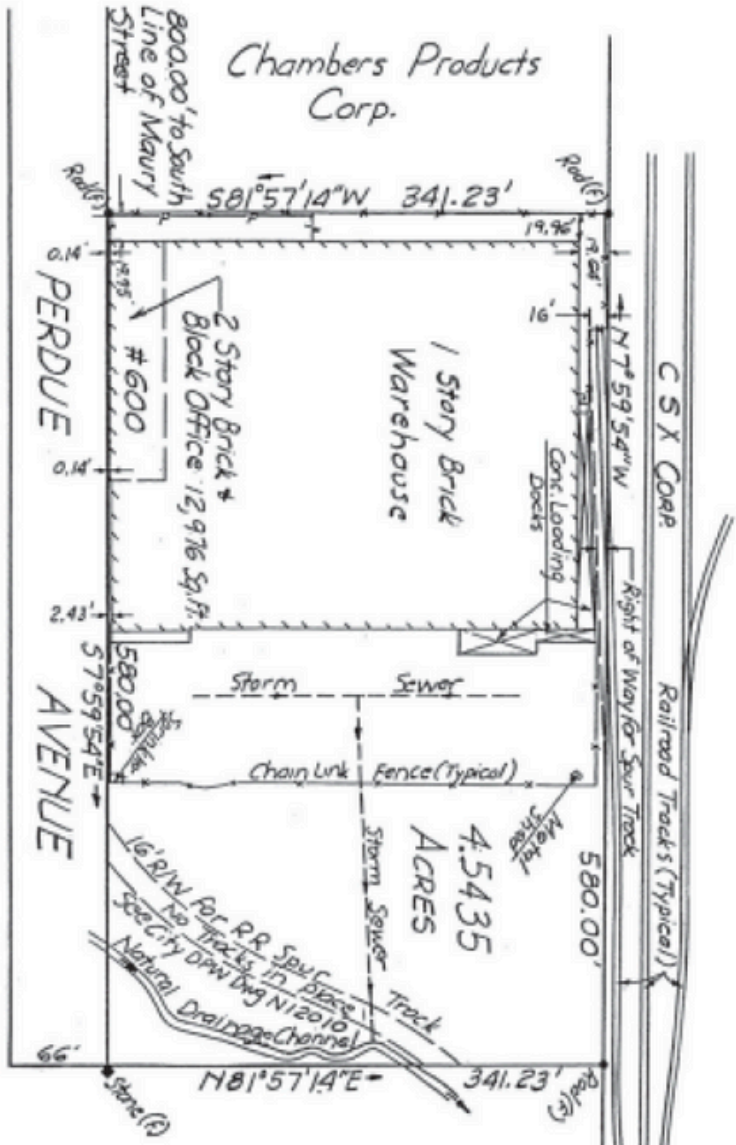 Chambers Products
Corp.
800.00' to South
Line of Maury
Street
Rod(F)
Rod(F)
S81°57'14"W 341.23'
19.96'
0.14'
19.95'
16'
N7°59'54"W
CSX CORP.
PERDUE
#600
2 Story Brick &
Block Office 12,976 Sq.Ft.
1 Story Brick
Warehouse
Conc. Loading
Docks
Right of Way for Spur Track
Railroad Tracks (Typical)
0.14'
2.43'
580.00
S7°59'54"E
AVENUE
Storm Sewer
Chain Link Fence (Typical)
Metal
Shed
580.00'
4.5435
ACRES
Storm Sewer
16' R/W for RR Spur Track
No Tracks in place
See City DPW Dwg N12010
Natural Drainage Channel
66'
N81°57'14"E 341.23'
Rod(F)
Stone(F)